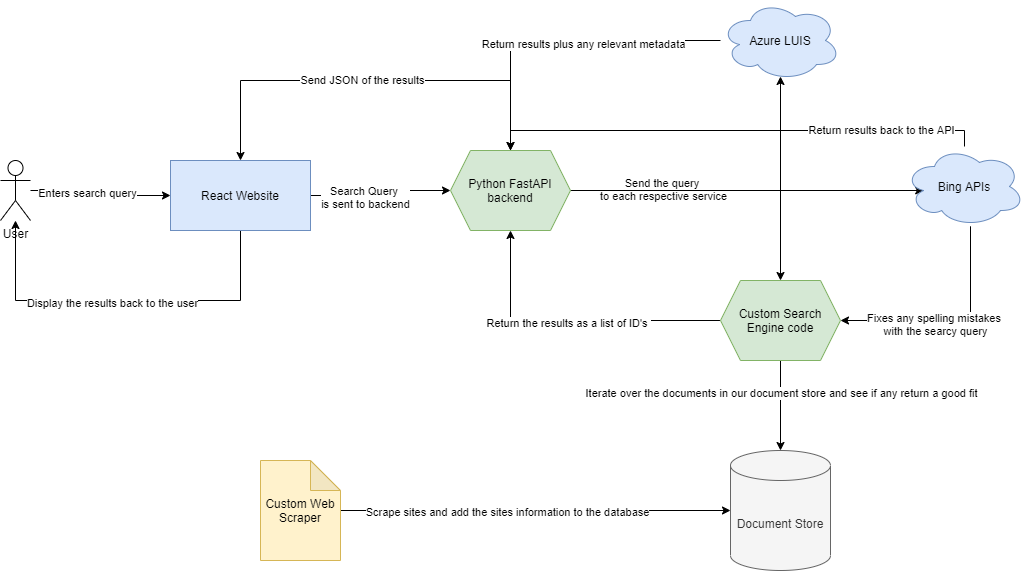 Azure LUIS
Return results plus any relevant metadata
Send JSON of the results
Return results back to the API
Python FastAPI
backend
Send the query
to each respective service
Bing APIs
Enters search query
React Website
Search Query
is sent to backend
User
Display the results back to the user
Custom Search
Engine code
Fixes any spelling mistakes
with the searcy query
Return the results as a list of ID's
Iterate over the documents in our document store and see if any return a good fit
Custom Web
Scraper
Scrape sites and add the sites information to the database
Document Store